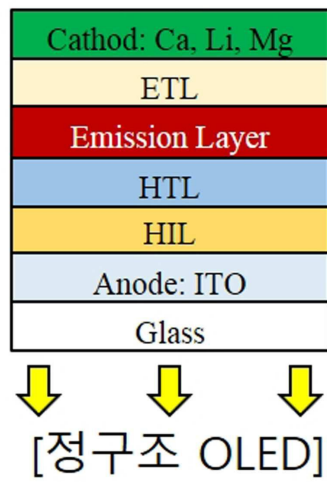 Cathod: Ca, Li, Mg
ETL
Emission Layer
HTL
HIL
Anode: ITO
Glass
[정구조 OLED]